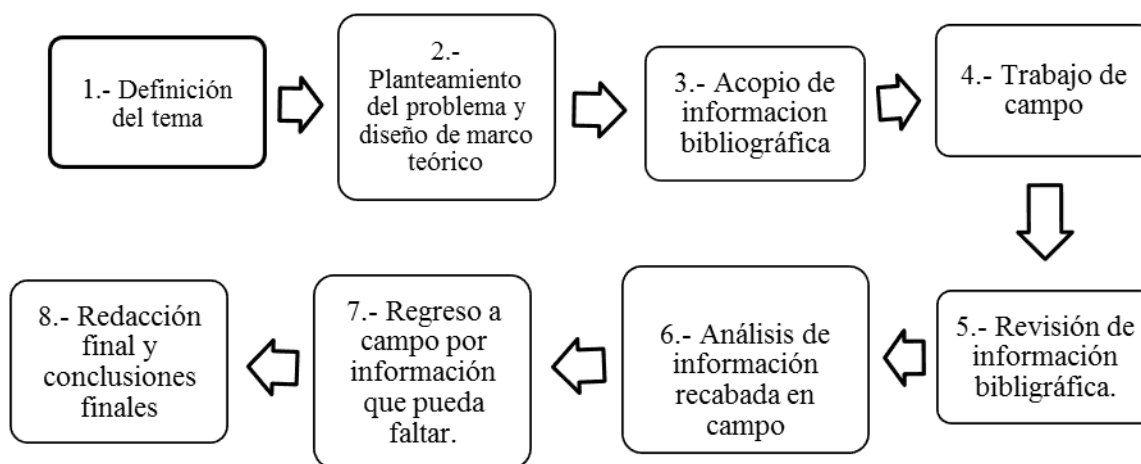 1.- Definición
del tema
2.-
Planteamiento
del problema y
diseño de marco
teórico
3.- Acopio de
informacion
bibliográfica
4.- Trabajo de
campo
5.- Revisión de
información
bibligráfica.
6.- Análisis de
información
recabada en
campo
7.- Regreso a
campo por
información
que pueda
faltar.
8.- Redacción
final y
conclusiones
finales